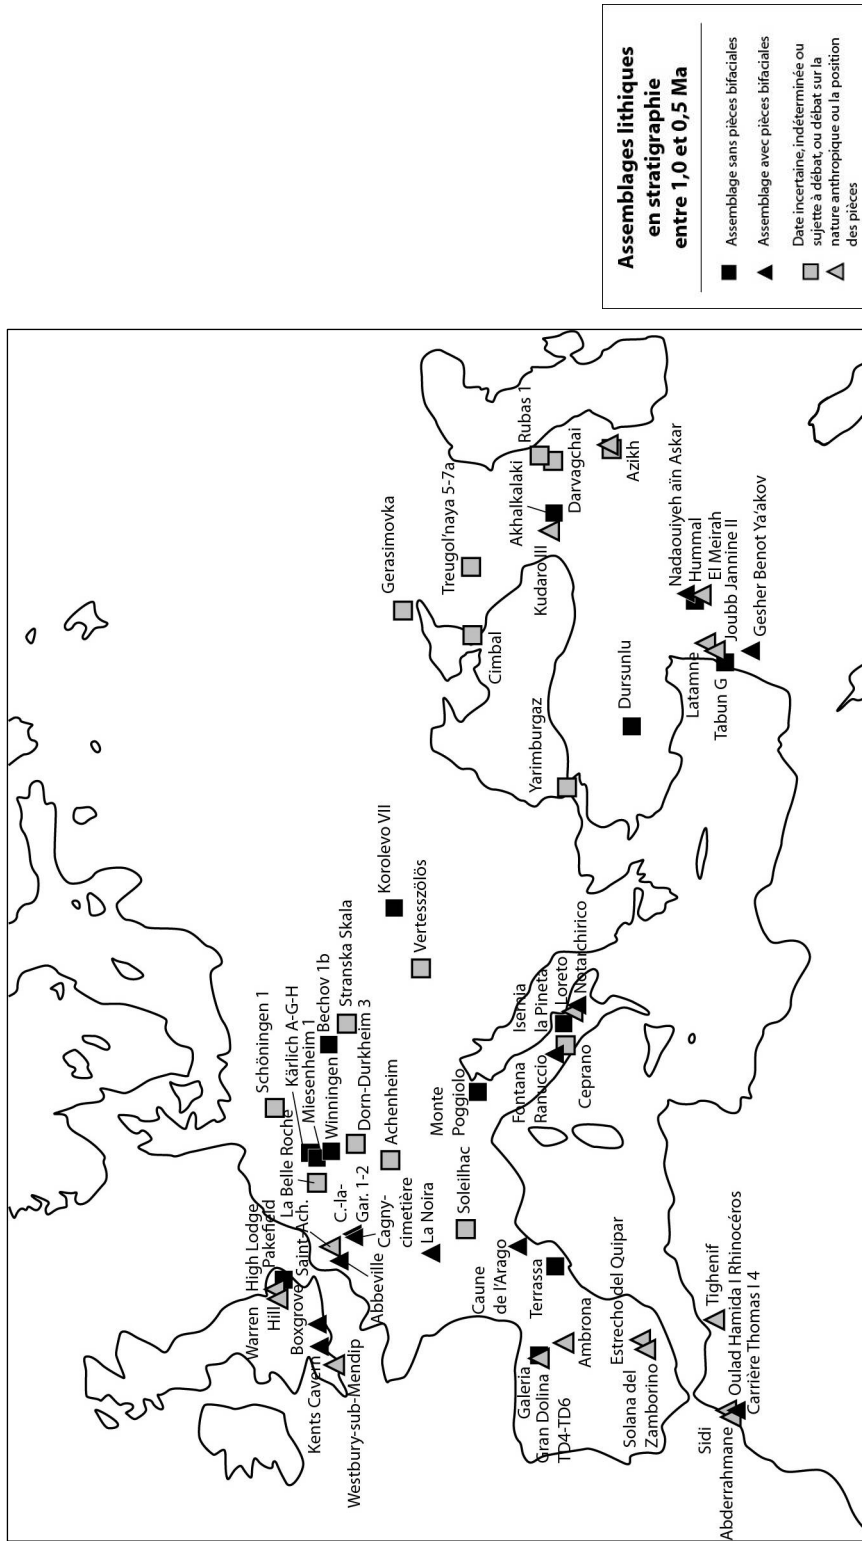 Assemblages lithiques
en stratigraphie
entre 1,0 et 0,5 Ma
Assemblage sans pièces bifaciales
Assemblage avec pièces bifaciales
Date incertaine, indéterminée ou
sujette à débat, ou débat sur la
nature anthropique ou la position
des pièces
Warren
Hill
High Lodge
Pakefield
Boxgrove
Kents Cavern
Westbury-sub-Mendip
Saint-Ach.
La Belle Roche
Abbeville
C.-la-
Gar. 1-2
Cagny-
cimetière
La Noira
Schöningen 1
Kärlich A-G-H
Miesenheim 1
Winningen
Bechov 1b
Stranska Skala
Dorn-Durkheim 3
Achenheim
Korolevo VII
Vertesszölös
Soleilhac
Monte
Poggiolo
Caune
de l'Arago
Terrassa
Galeria
Gran Dolina
TD4-TD6
Ambrona
Estrecho del Quipar
Solana del
Zamborino
Isernia
la Pineta
Loreto
Notarchirico
Fontana
Ranuccio
Ceprano
Gerasimovka
Treugol'naya 5-7a
Cimbal
Rubas 1
Akhalkalaki
Darvagchai
Kudaro III
Azikh
Yarimburgaz
Dursunlu
Nadaouiyeh aïn Askar
Hummal
El Meirah
Joubb Jannine II
Latamne
Tabun G
Gesher Benot Ya'akov
Tighenif
Oulad Hamida I Rhinocéros
Carrière Thomas I 4
Sidi
Abderrahmane